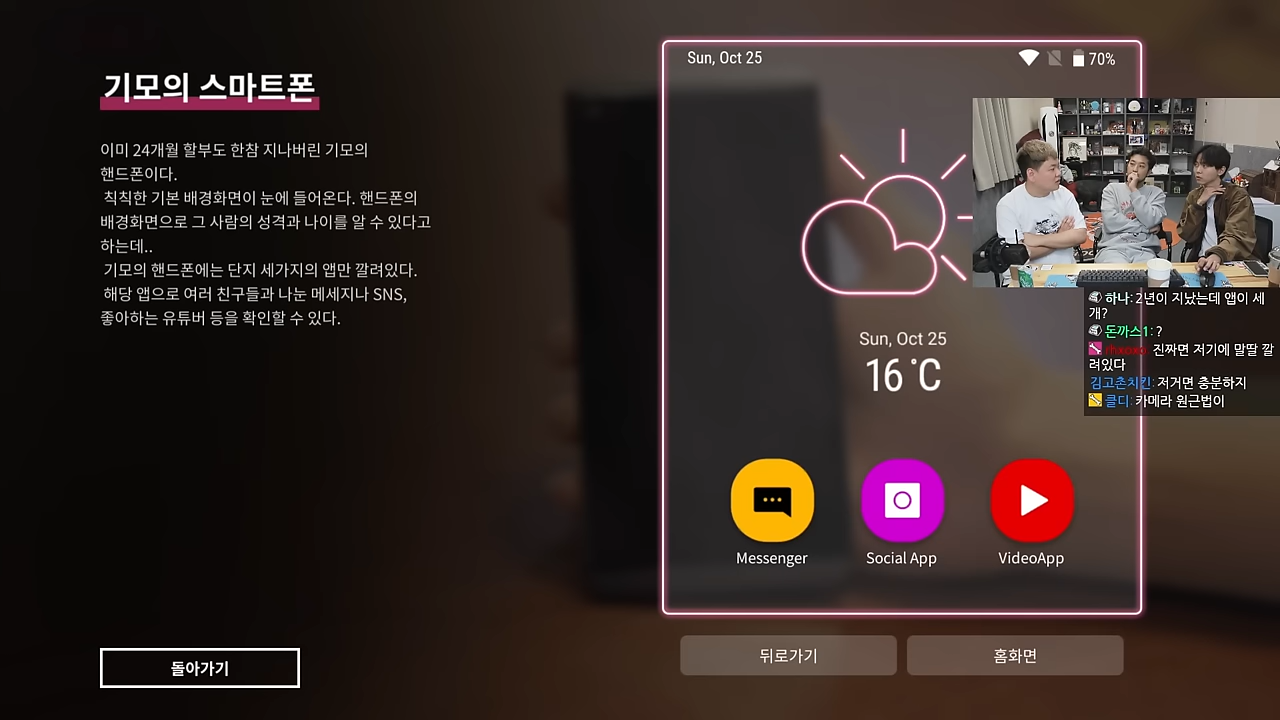 기모의 스마트폰
이미 24개월 할부도 한참 지나버린 기모의
핸드폰이다.
칙칙한 기본 배경화면이 눈에 들어온다. 핸드폰의
배경화면으로 그 사람의 성격과 나이를 알 수 있다고
하는데..
기모의 핸드폰에는 단지 세가지의 앱만 깔려있다.
해당 앱으로 여러 친구들과 나눈 메세지나 SNS,
좋아하는 유튜버 등을 확인할 수 있다.
돌아가기
Sun, Oct 25
70%
Sun, Oct 25
16°C
Messenger
Social App
VideoApp
뒤로가기
홈화면
하나: 2년이 지났는데 앱이 세
개?
돈까스1: ?
진짜면 저기에 말딸 깔
려있다
김고촌치킨: 저거면 충분하지
클디: 카메라 원근법이